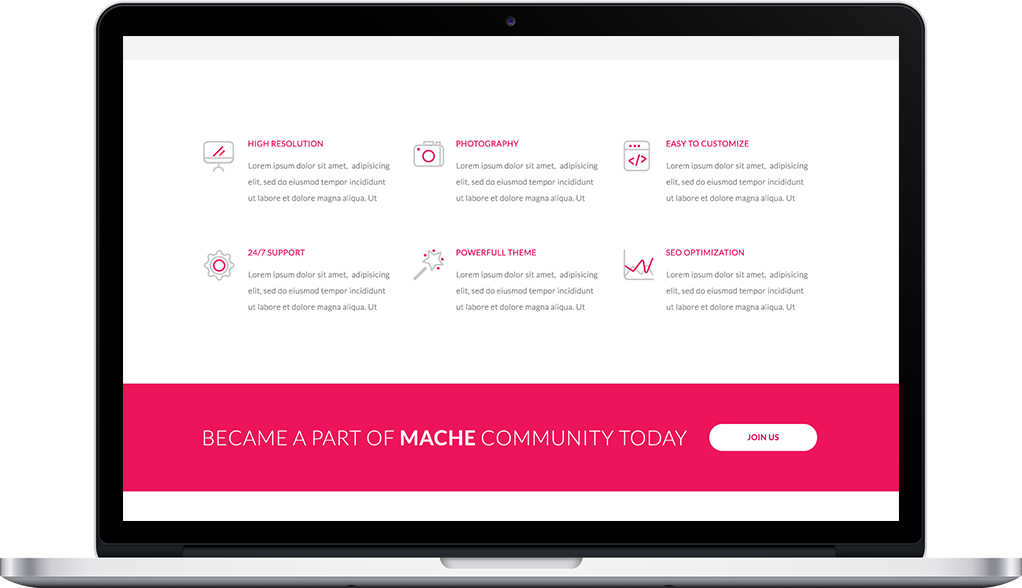 HIGH RESOLUTION
Lorem ipsum dolor sit amet, adipisicing
elit, sed do eiusmod tempor incididunt
ut labore et dolore magna aliqua. Ut
PHOTOGRAPHY
Lorem ipsum dolor sit amet, adipisicing
elit, sed do eiusmod tempor incididunt
ut labore et dolore magna aliqua. Ut
EASY TO CUSTOMIZE
Lorem ipsum dolor sit amet, adipisicing
elit, sed do eiusmod tempor incididunt
ut labore et dolore magna aliqua. Ut
24/7 SUPPORT
Lorem ipsum dolor sit amet, adipisicing
elit, sed do eiusmod tempor incididunt
ut labore et dolore magna aliqua. Ut
POWERFULL THEME
Lorem ipsum dolor sit amet, adipisicing
elit, sed do eiusmod tempor incididunt
ut labore et dolore magna aliqua. Ut
SEO OPTIMIZATION
Lorem ipsum dolor sit amet, adipisicing
elit, sed do eiusmod tempor incididunt
ut labore et dolore magna aliqua. Ut
BECAME A PART OF MACHE COMMUNITY TODAY
JOIN US